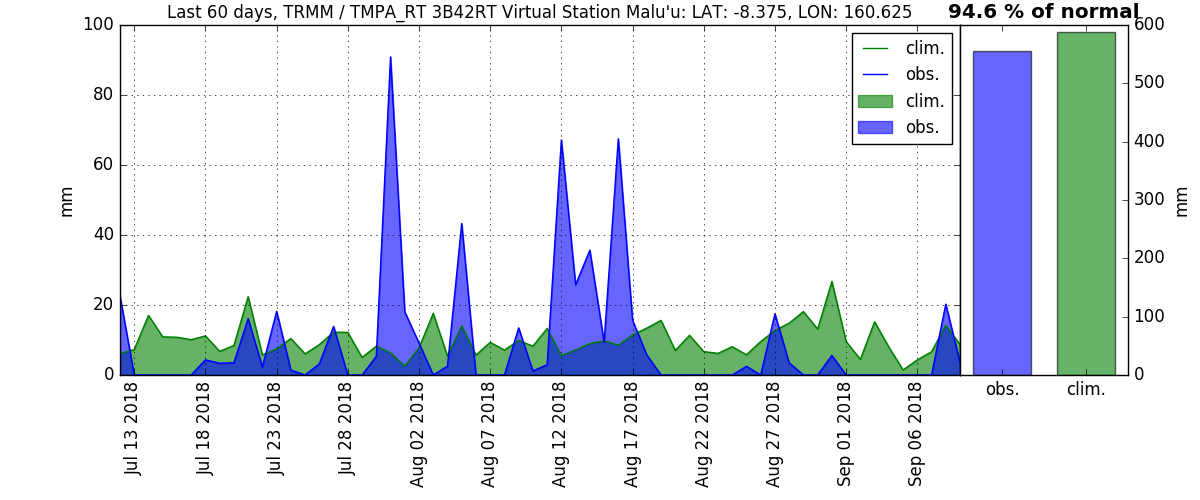 Last 60 days, TRMM / TMPA_RT 3B42RT Virtual Station Malu'u: LAT: -8.375, LON: 160.625
94.6 % of normal
100
80
60
40
20
0
mm
clim.
obs.
clim.
obs.
600
500
400
300
200
100
0
mm
obs.
clim.
Jul 13 2018
Jul 18 2018
Jul 23 2018
Jul 28 2018
Aug 02 2018
Aug 07 2018
Aug 12 2018
Aug 17 2018
Aug 22 2018
Aug 27 2018
Sep 01 2018
Sep 06 2018